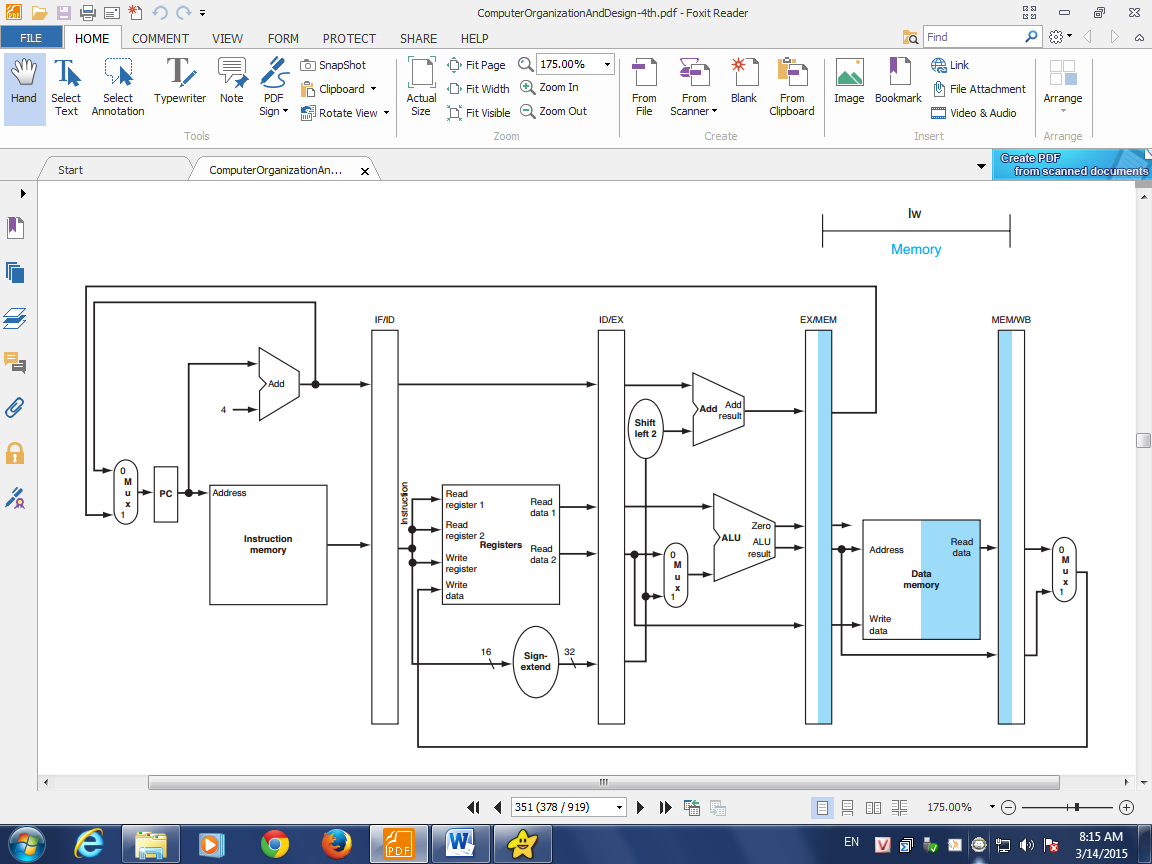 ComputerOrganizationAndDesign-4th.pdf - Foxit Reader
FILE
HOME
COMMENT
VIEW
FORM
PROTECT
SHARE
HELP
Find
Hand
Select
Text
Select
Annotation
Typewriter
Note
PDF
Sign
SnapShot
Clipboard
Rotate View
Tools
Actual
Size
Fit Page
Fit Width
Fit Visible
175.00%
Zoom In
Zoom Out
Zoom
From
File
From
Scanner
Blank
From
Clipboard
Create
Image
Bookmark
Link
File Attachment
Video & Audio
Insert
Arrange
Arrange
Start
ComputerOrganizationAn...
Create PDF
from scanned documents
lw
Memory
IF/ID
ID/EX
EX/MEM
MEM/WB
Add
4
Shift
left 2
Add
Add
result
0
M
u
x
1
PC
Address
Instruction
memory
Instruction
Read
register 1
Read
register 2
Write
register
Write
data
Registers
Read
data 1
Read
data 2
0
M
u
x
1
ALU
Zero
ALU
result
Address
Read
data
Data
memory
Write
data
0
M
u
x
1
16
Sign-
extend
32
351 (378 / 919)
175.00%
PDF
EN
8:15 AM
3/14/2015